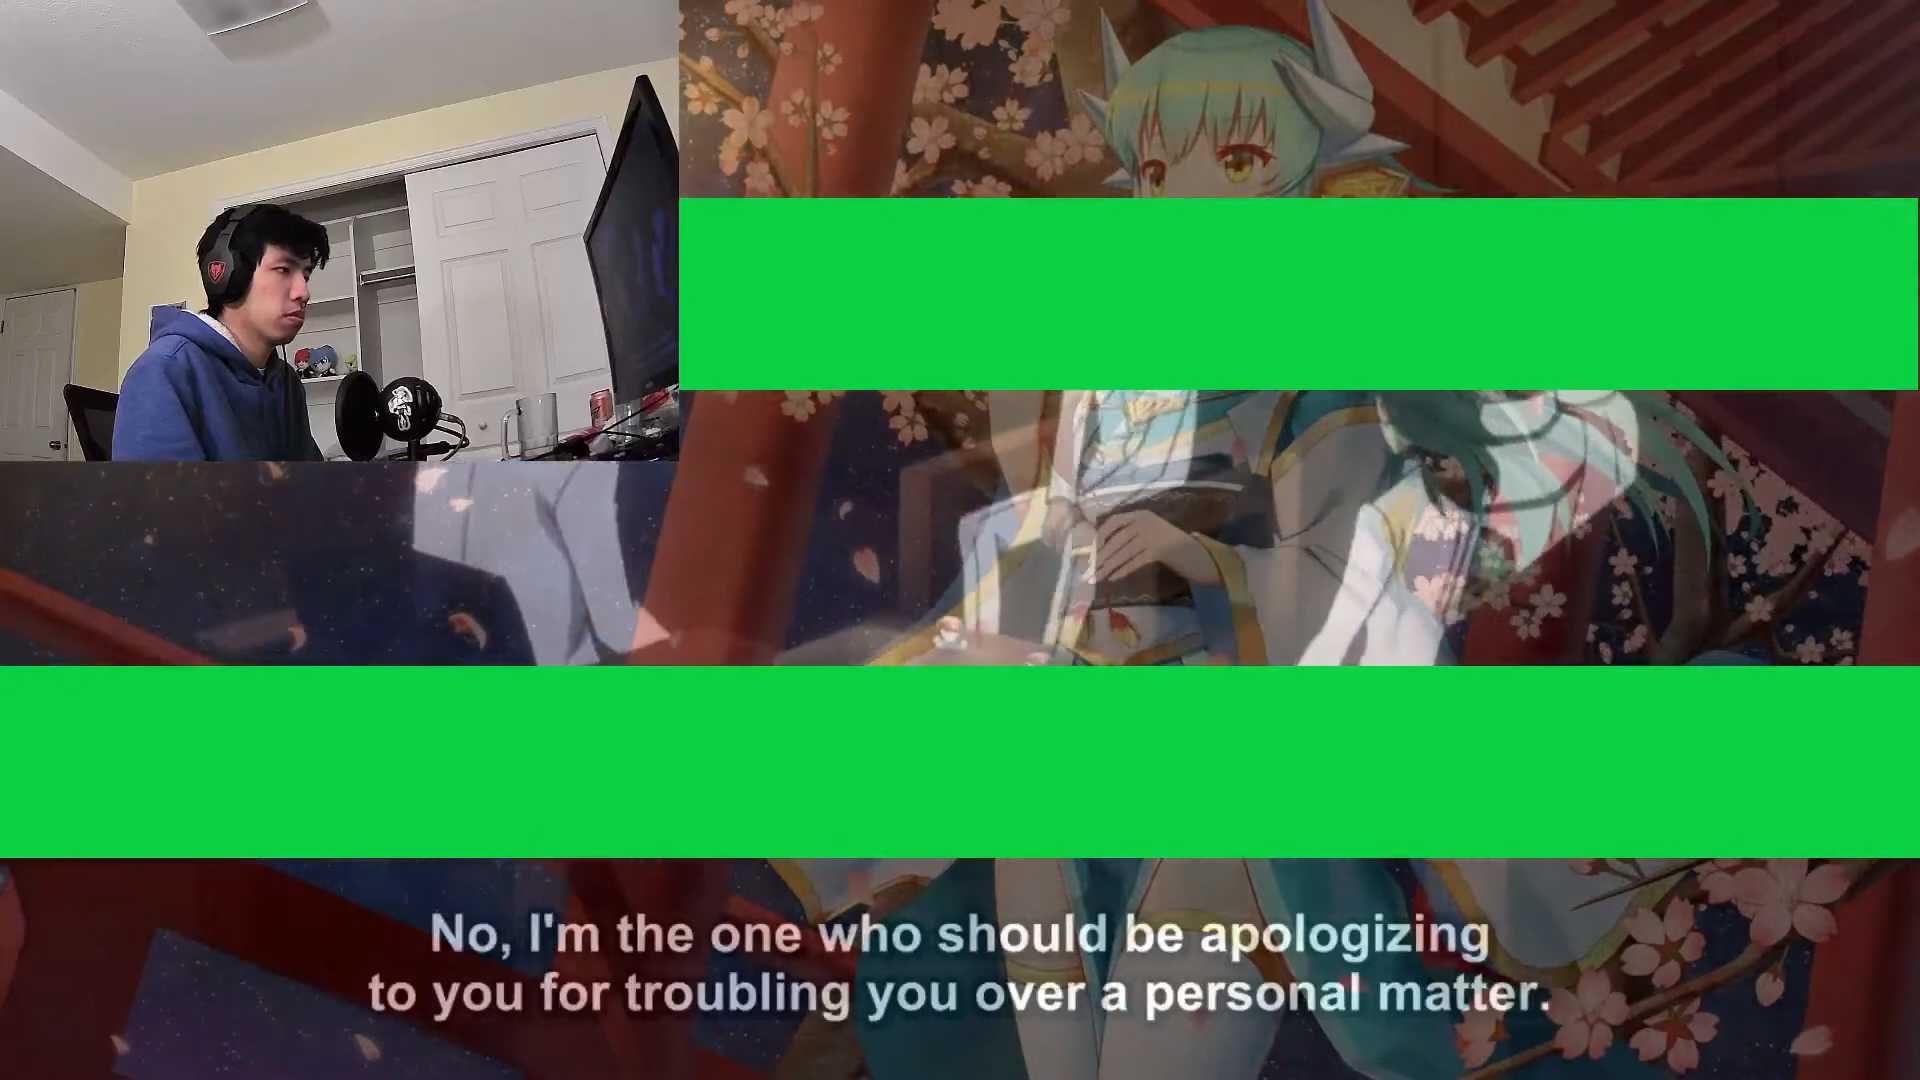 No, I'm the one who should be apologizing
to you for troubling you over a personal matter.